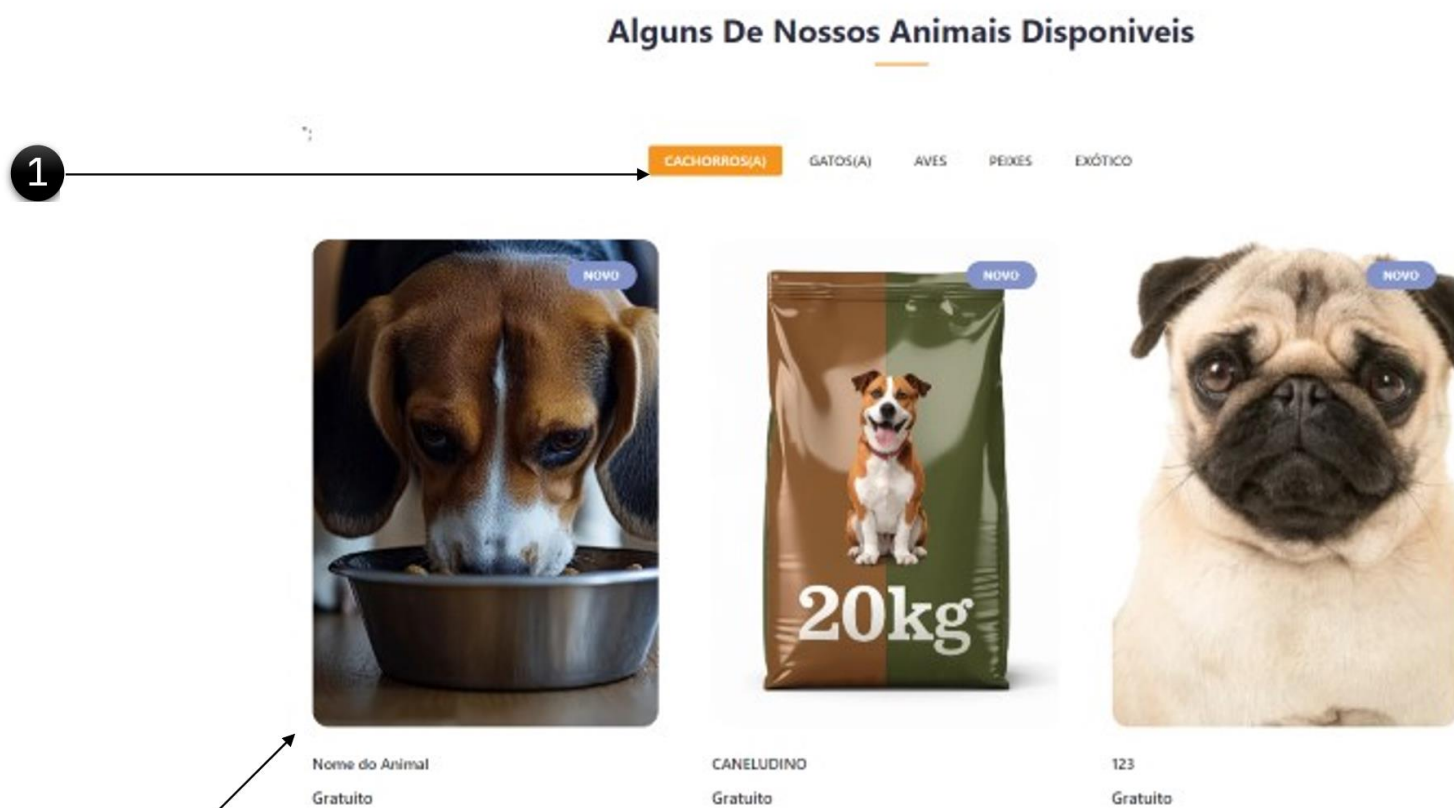 Alguns De Nossos Animais Disponiveis
1
CACHORROS(A) GATOS(A) AVES PEIXES EXÓTICO
NOVO NOVO NOVO
20kg
Nome do Animal CANELUDINO 123
Gratuito Gratuito Gratuito